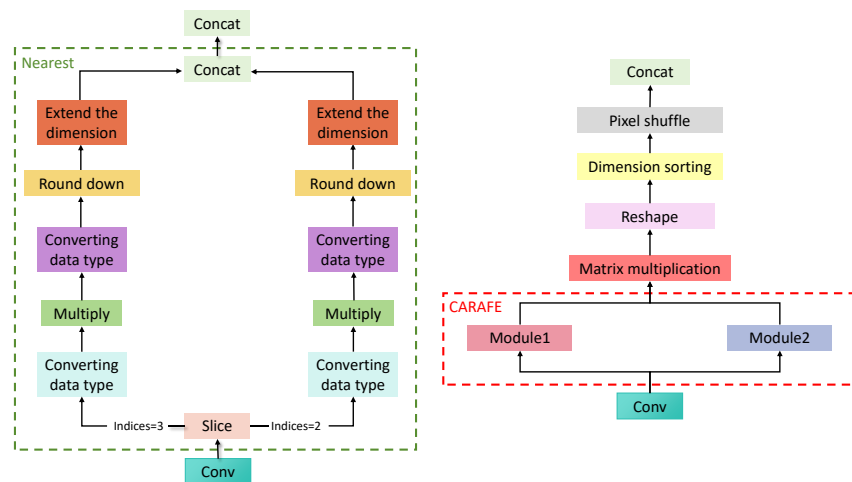 Concat
Nearest
Concat
Extend the
dimension
Extend the
dimension
Round down
Round down
Converting
data type
Converting
data type
Multiply
Multiply
Converting
data type
Converting
data type
Indices=3
Slice
Indices=2
Conv
Concat
Pixel shuffle
Dimension sorting
Reshape
Matrix multiplication
CARAFE
Module1
Module2
Conv